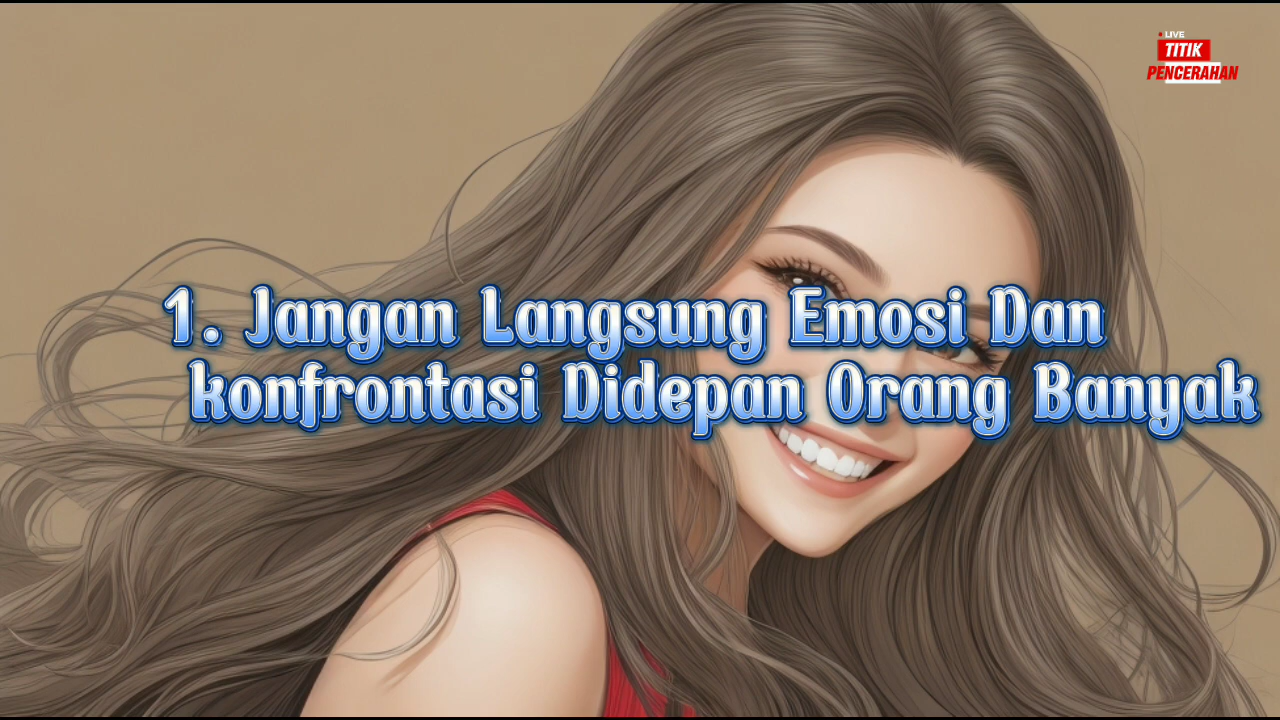 LIVE
TITIK
PENCERAHAN
1. Jangan Langsung Emosi Dan
konfrontasi Didepan Orang Banyak